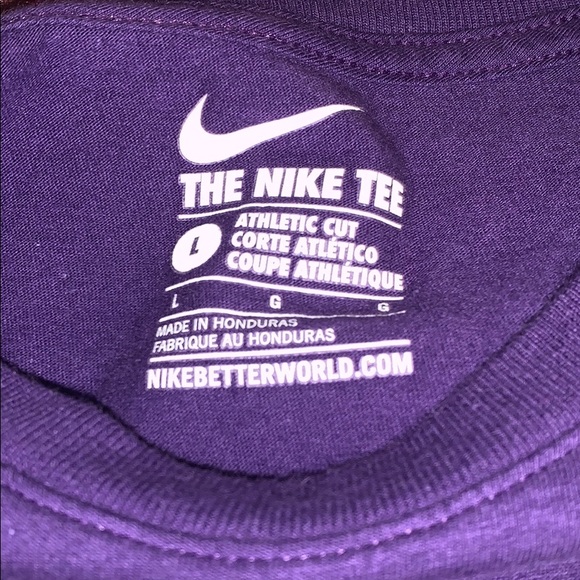 THE NIKE TEE
L
ATHLETIC CUT
CORTE ATLÉTICO
COUPE ATHLÉTIQUE
L G G
MADE IN HONDURAS
FABRIQUE AU HONDURAS
NIKEBETTERWORLD.COM